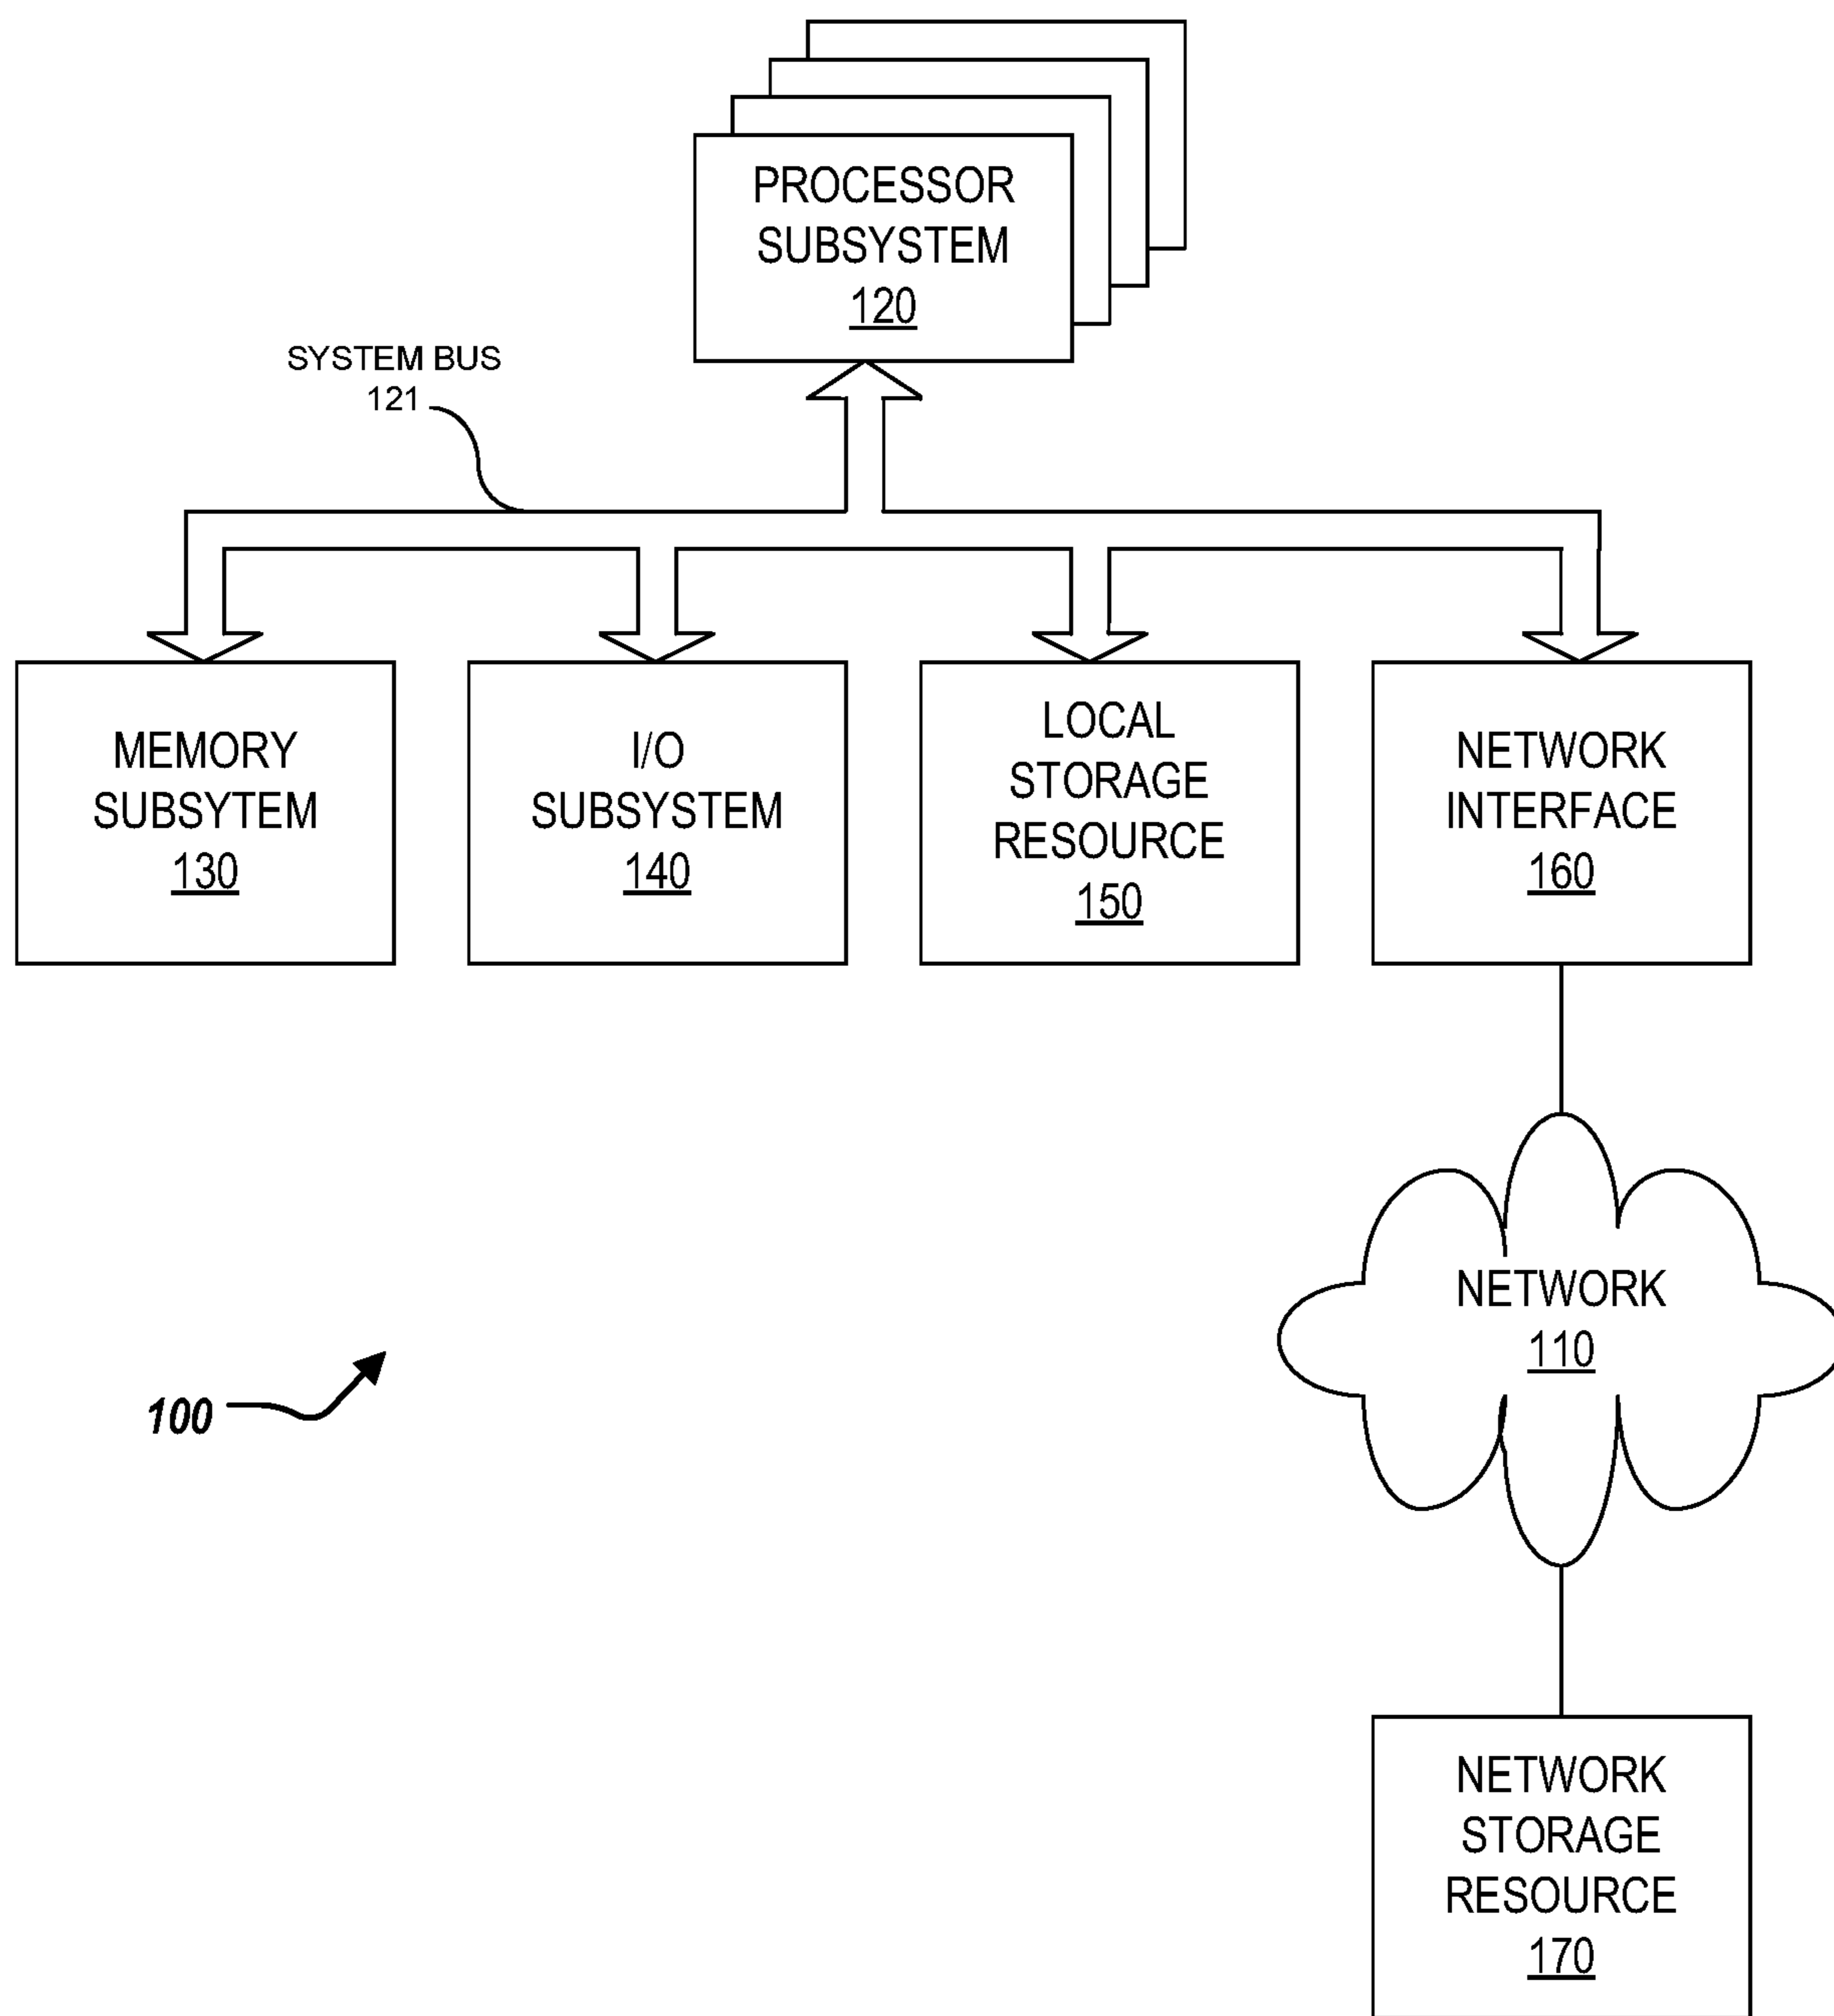 PROCESSOR
SUBSYSTEM
120
SYSTEM BUS
121
MEMORY
SUBSYTEM
130
I/O
SUBSYSTEM
140
LOCAL
STORAGE
RESOURCE
150
NETWORK
INTERFACE
160
NETWORK
110
100
NETWORK
STORAGE
RESOURCE
170